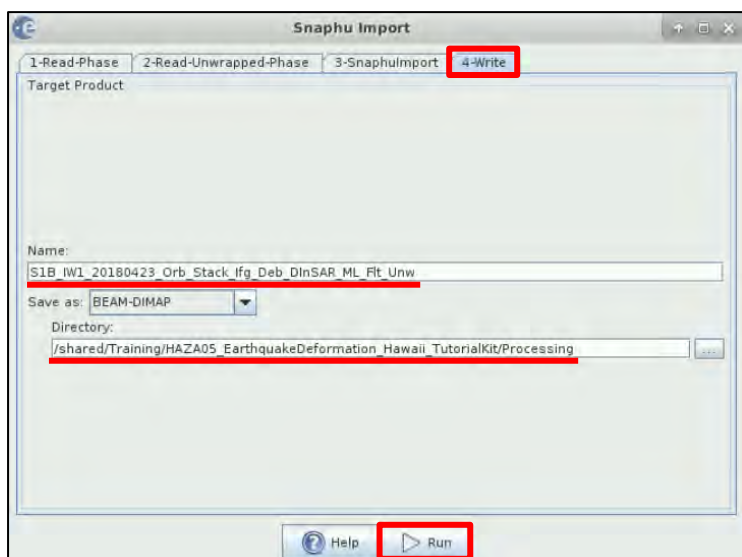 Snaphu Import
1-Read-Phase 2-Read-Unwrapped-Phase 3-SnaphuImport 4-Write
Target Product
Name:
S1B_IW1_20180423_Orb_Stack_Ifg_Deb_DInSAR_ML_Flt_Unw
Save as: BEAM-DIMAP
Directory:
/shared/Training/HAZA05_EarthquakeDeformation_Hawaii_TutorialKit/Processing
...
Help Run